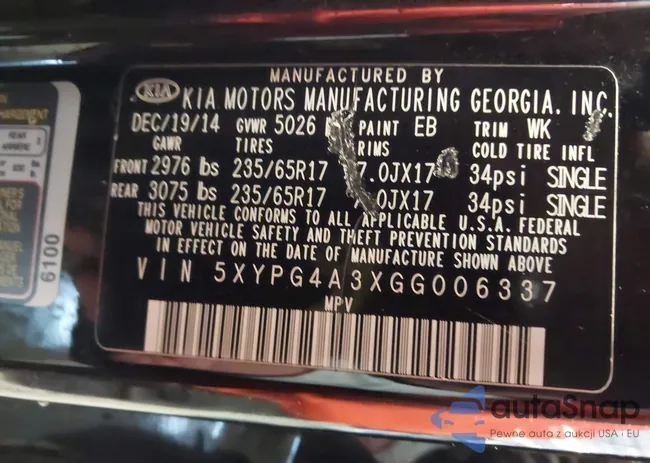 MANUFACTURED BY
KIA KIA MOTORS MANUFACTURING GEORGIA. INC.
DEC/19/14 GVWR 5026 PAINT EB TRIM WK
GAWR TIRES RIMS COLD TIRE INFL
FRONT 2976 lbs 235/65R17 7.0JX17 34psi SINGLE
REAR 3075 lbs 235/65R17 .0JX17 34psi SINGLE
THIS VEHICLE CONFORMS TO ALL APPLICABLE U.S.A. FEDERAL
MOTOR VEHICLE SAFETY AND THEFT PREVENTION STANDARDS
IN EFFECT ON THE DATE OF MANUFACTURE SHOWN ABOVE
VIN 5XYPG4A3XGG006337
MPV
REAR
6100
autoSnap
Pewne auta z aukcji USA i EU